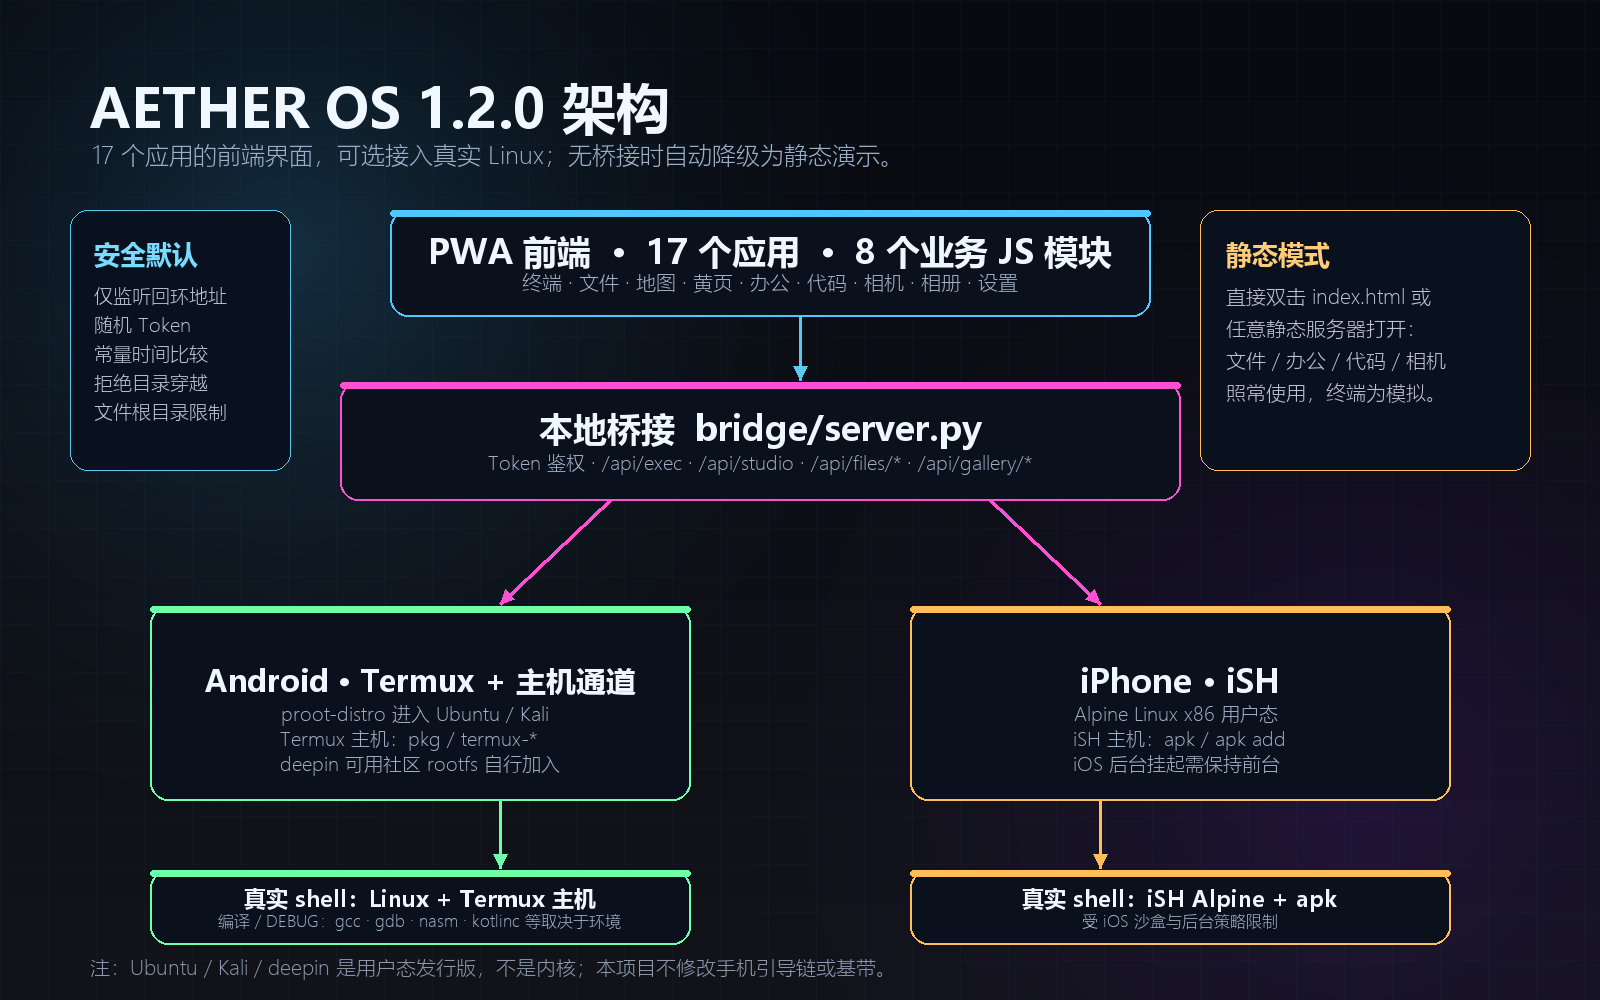 AETHER OS 1.2.0 架构
17 个应用的前端界面，可选接入真实 Linux；无桥接时自动降级为静态演示。
安全默认
仅监听回环地址
随机 Token
常量时间比较
拒绝目录穿越
文件根目录限制
PWA 前端 • 17 个应用 • 8 个业务 JS 模块
终端 · 文件 · 地图 · 黄页 · 办公 · 代码 · 相机 · 相册 · 设置
静态模式
直接双击 index.html 或
任意静态服务器打开：
文件 / 办公 / 代码 / 相机
照常使用，终端为模拟。
本地桥接 bridge/server.py
Token 鉴权 · /api/exec · /api/studio · /api/files/* · /api/gallery/*
Android • Termux + 主机通道
proot-distro 进入 Ubuntu / Kali
Termux 主机：pkg / termux-*
deepin 可用社区 rootfs 自行加入
iPhone • iSH
Alpine Linux x86 用户态
iSH 主机：apk / apk add
iOS 后台挂起需保持前台
真实 shell：Linux + Termux 主机
编译 / DEBUG：gcc · gdb · nasm · kotlinc 等取决于环境
真实 shell：iSH Alpine + apk
受 iOS 沙盒与后台策略限制
注：Ubuntu / Kali / deepin 是用户态发行版，不是内核；本项目不修改手机引导链或基带。